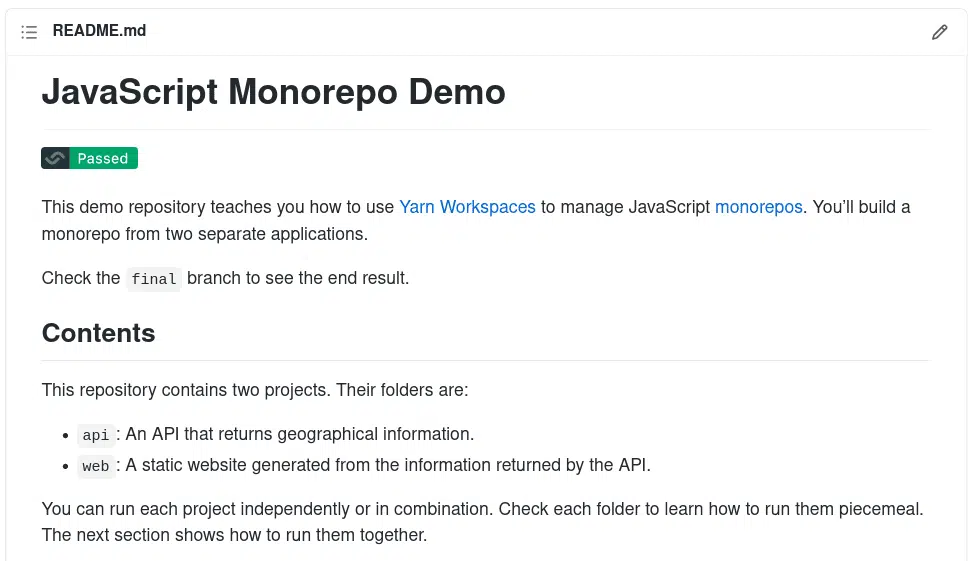 README.md
JavaScript Monorepo Demo
Passed
This demo repository teaches you how to use Yarn Workspaces to manage JavaScript monorepos. You’ll build a
monorepo from two separate applications.
Check the final branch to see the end result.
Contents
This repository contains two projects. Their folders are:
• api: An API that returns geographical information.
• web: A static website generated from the information returned by the API.
You can run each project independently or in combination. Check each folder to learn how to run them piecemeal.
The next section shows how to run them together.